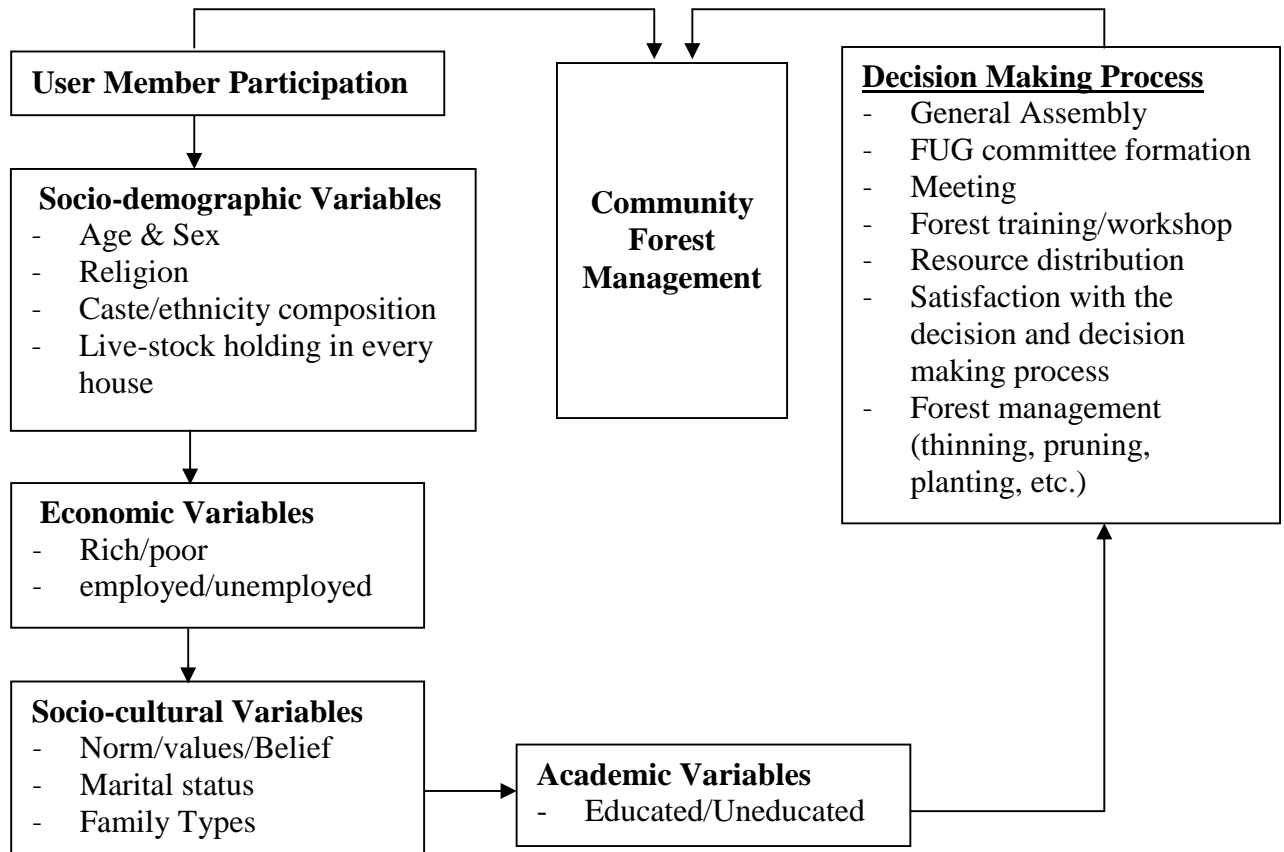 User Member Participation
Socio-demographic Variables
- Age & Sex
- Religion
- Caste/ethnicity composition
- Live-stock holding in every
house
Economic Variables
- Rich/poor
- employed/unemployed
Socio-cultural Variables
- Norm/values/Belief
- Marital status
- Family Types
Academic Variables
- Educated/Uneducated
Community
Forest
Management
Decision Making Process
- General Assembly
- FUG committee formation
- Meeting
- Forest training/workshop
- Resource distribution
- Satisfaction with the
decision and decision
making process
- Forest management
(thinning, pruning,
planting, etc.)